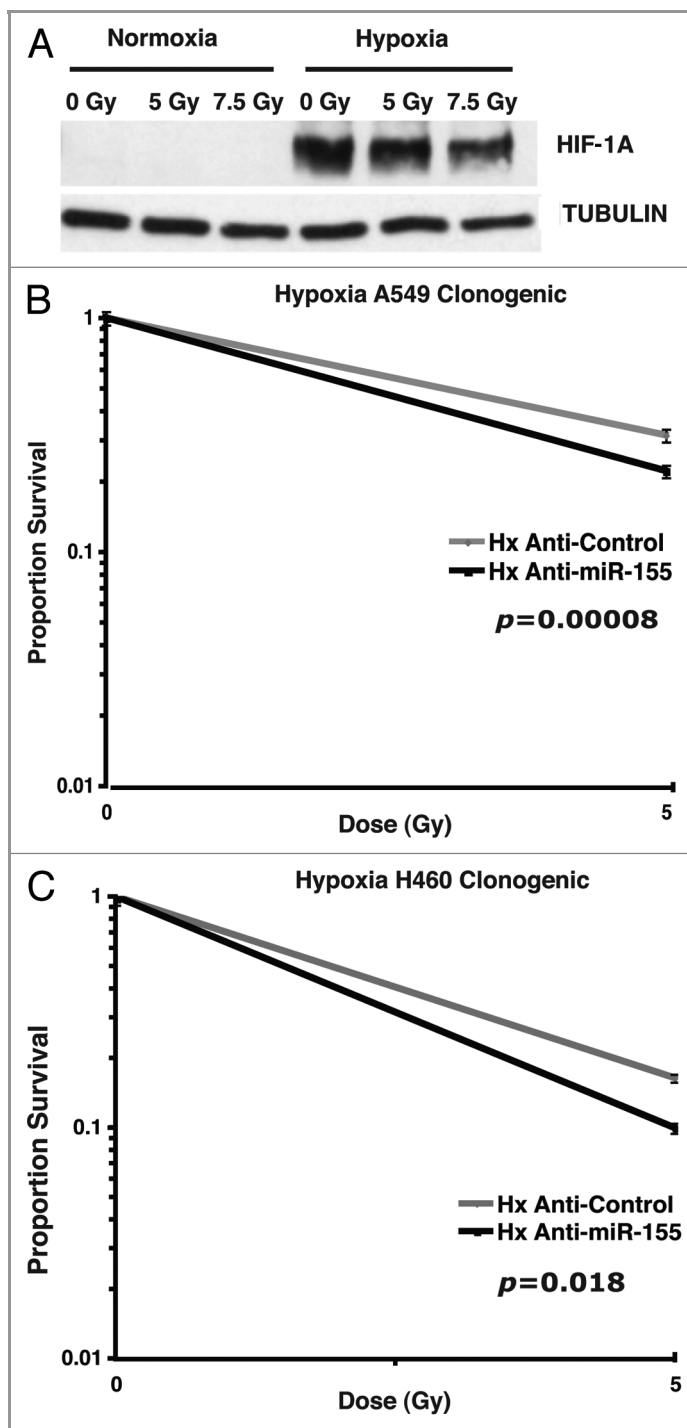 A
Normoxia Hypoxia
0 Gy 5 Gy 7.5 Gy 0 Gy 5 Gy 7.5 Gy
HIF-1A
TUBULIN
B
Hypoxia A549 Clonogenic
Proportion Survival
1
0.1
0.01
Hx Anti-Control
Hx Anti-miR-155
p=0.00008
0 5
Dose (Gy)
C
Hypoxia H460 Clonogenic
Proportion Survival
1
0.1
0.01
Hx Anti-Control
Hx Anti-miR-155
p=0.018
0 5
Dose (Gy)